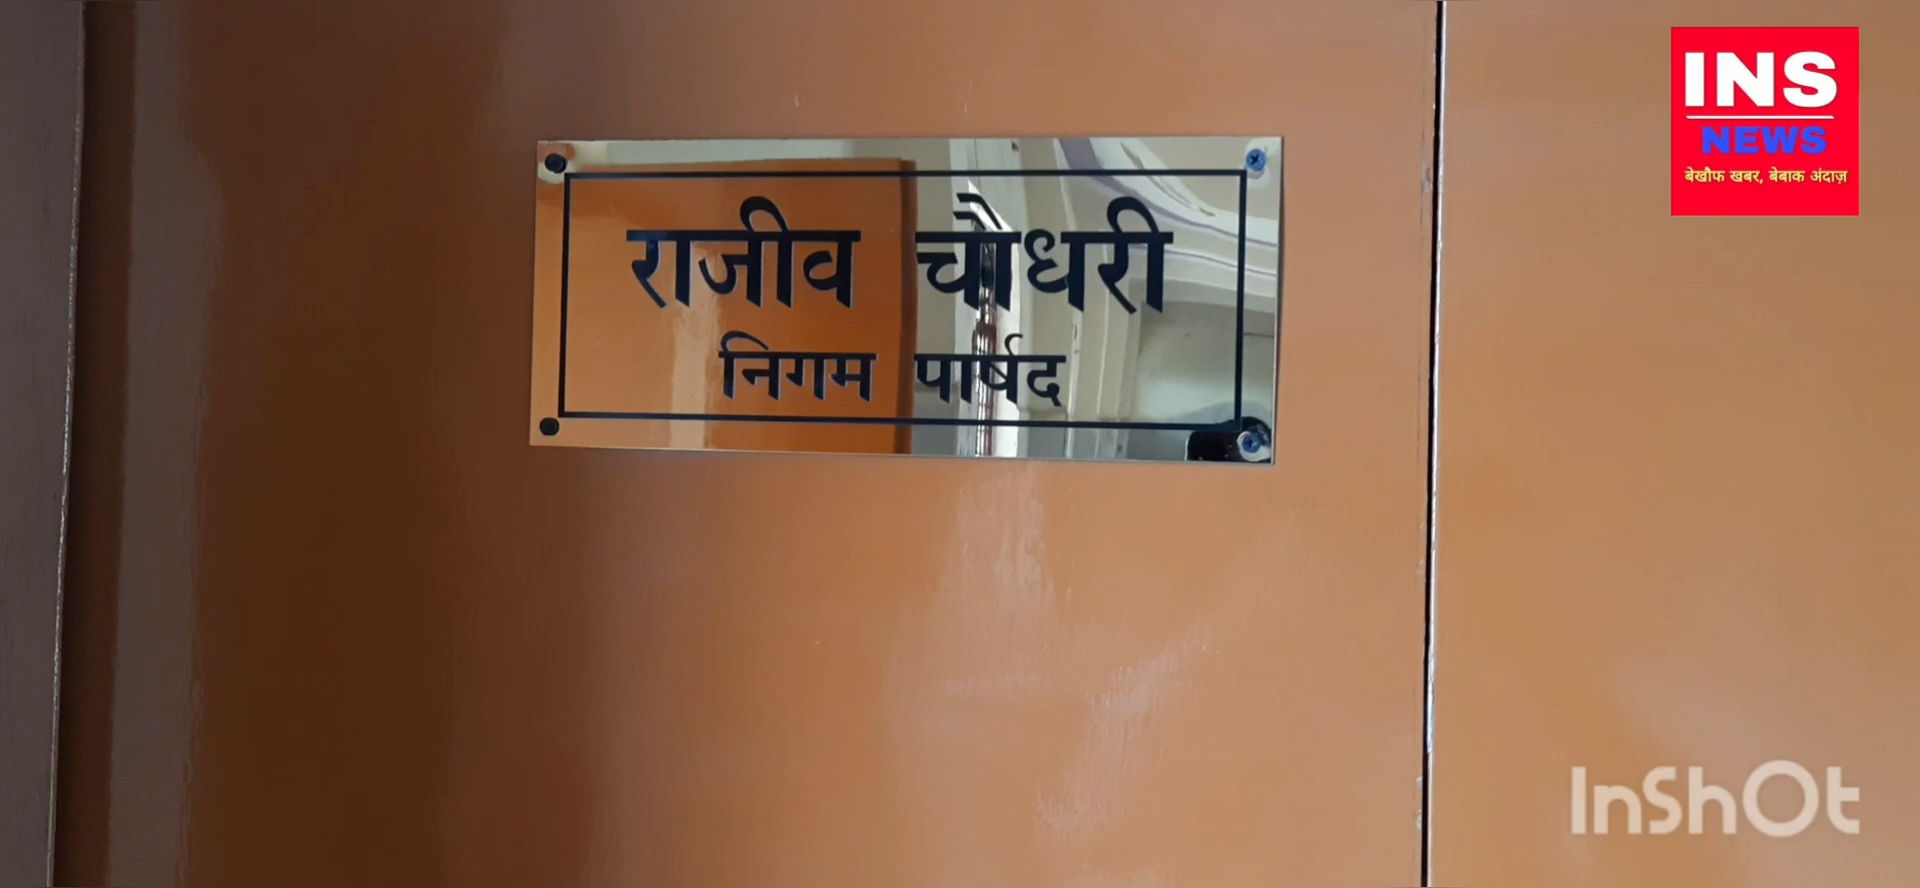 राजीव चौधरी
निगम पार्षद
INS
NEWS
बेखौफ खबर, बेबाक अंदाज़
InShOt